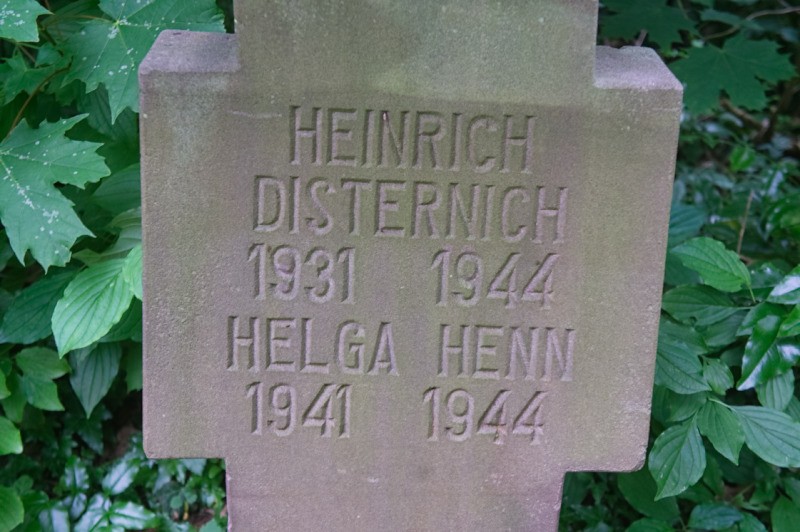 HEINRICH
DISTERNICH
1931 1944
HELGA HENN
1941 1944